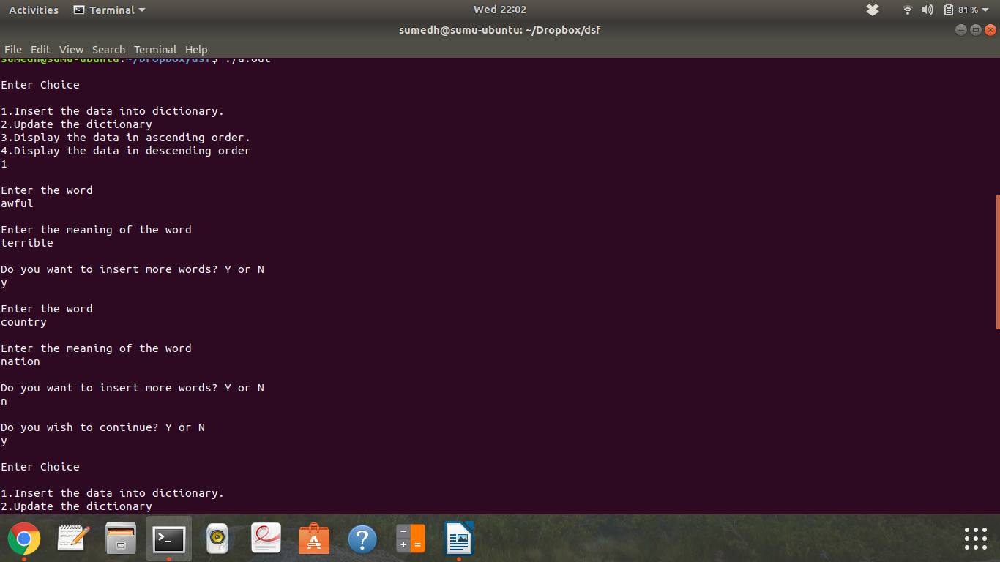 Activities Terminal Wed 22:02 81%
sumedh@sumu-ubuntu: ~/Dropbox/dsf
File Edit View Search Terminal Help
sumedh@sumu-ubuntu:~/Dropbox/dsf$ ./a.out
Enter Choice
1.Insert the data into dictionary.
2.Update the dictionary
3.Display the data in ascending order.
4.Display the data in descending order
1
Enter the word
awful
Enter the meaning of the word
terrible
Do you want to insert more words? Y or N
y
Enter the word
country
Enter the meaning of the word
nation
Do you want to insert more words? Y or N
n
Do you wish to continue? Y or N
y
Enter Choice
1.Insert the data into dictionary.
2.Update the dictionary